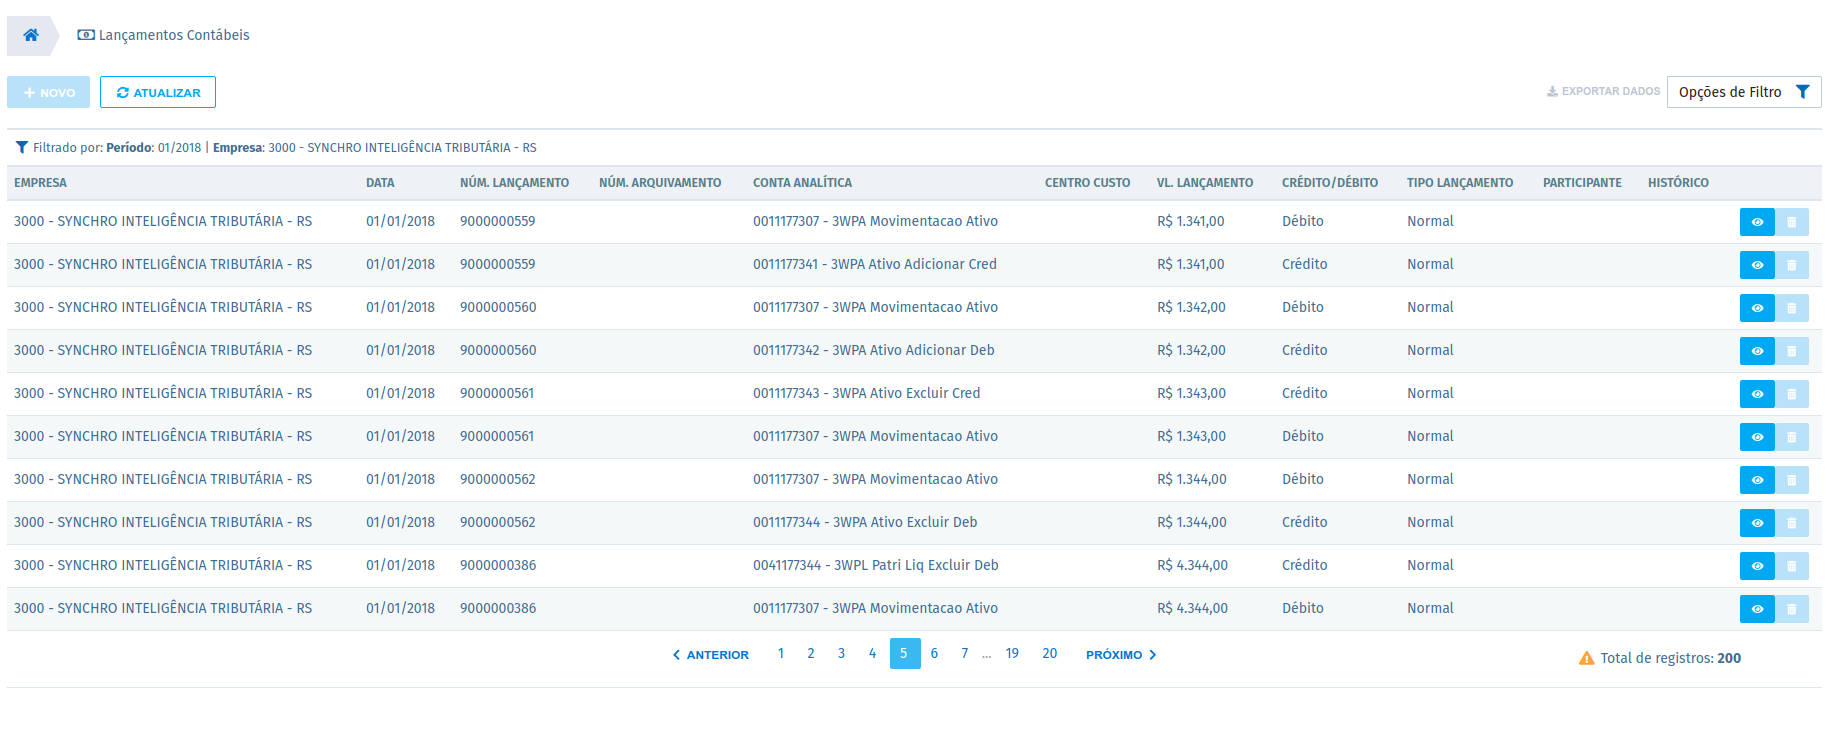 Lançamentos Contábeis
NOVO ATUALIZAR EXPORTAR DADOS Opções de Filtro
Filtrado por: Período: 01/2018 | Empresa: 3000 - SYNCHRO INTELIGÊNCIA TRIBUTÁRIA - RS
EMPRESA DATA NÚM. LANÇAMENTO NÚM. ARQUIVAMENTO CONTA ANALÍTICA CENTRO CUSTO VL. LANÇAMENTO CRÉDITO/DÉBITO TIPO LANÇAMENTO PARTICIPANTE HISTÓRICO
3000 - SYNCHRO INTELIGÊNCIA TRIBUTÁRIA - RS 01/01/2018 9000000559 0011177307 - 3WPA Movimentacao Ativo R$ 1.341,00 Débito Normal
3000 - SYNCHRO INTELIGÊNCIA TRIBUTÁRIA - RS 01/01/2018 9000000559 0011177341 - 3WPA Ativo Adicionar Cred R$ 1.341,00 Crédito Normal
3000 - SYNCHRO INTELIGÊNCIA TRIBUTÁRIA - RS 01/01/2018 9000000560 0011177307 - 3WPA Movimentacao Ativo R$ 1.342,00 Débito Normal
3000 - SYNCHRO INTELIGÊNCIA TRIBUTÁRIA - RS 01/01/2018 9000000560 0011177342 - 3WPA Ativo Adicionar Deb R$ 1.342,00 Crédito Normal
3000 - SYNCHRO INTELIGÊNCIA TRIBUTÁRIA - RS 01/01/2018 9000000561 0011177343 - 3WPA Ativo Excluir Cred R$ 1.343,00 Crédito Normal
3000 - SYNCHRO INTELIGÊNCIA TRIBUTÁRIA - RS 01/01/2018 9000000561 0011177307 - 3WPA Movimentacao Ativo R$ 1.343,00 Débito Normal
3000 - SYNCHRO INTELIGÊNCIA TRIBUTÁRIA - RS 01/01/2018 9000000562 0011177307 - 3WPA Movimentacao Ativo R$ 1.344,00 Débito Normal
3000 - SYNCHRO INTELIGÊNCIA TRIBUTÁRIA - RS 01/01/2018 9000000562 0011177344 - 3WPA Ativo Excluir Deb R$ 1.344,00 Crédito Normal
3000 - SYNCHRO INTELIGÊNCIA TRIBUTÁRIA - RS 01/01/2018 9000000386 0041177344 - 3WPL Patri Liq Excluir Deb R$ 4.344,00 Crédito Normal
3000 - SYNCHRO INTELIGÊNCIA TRIBUTÁRIA - RS 01/01/2018 9000000386 0011177307 - 3WPA Movimentacao Ativo R$ 4.344,00 Débito Normal
ANTERIOR 1 2 3 4 5 6 7 ... 19 20 PRÓXIMO Total de registros: 200